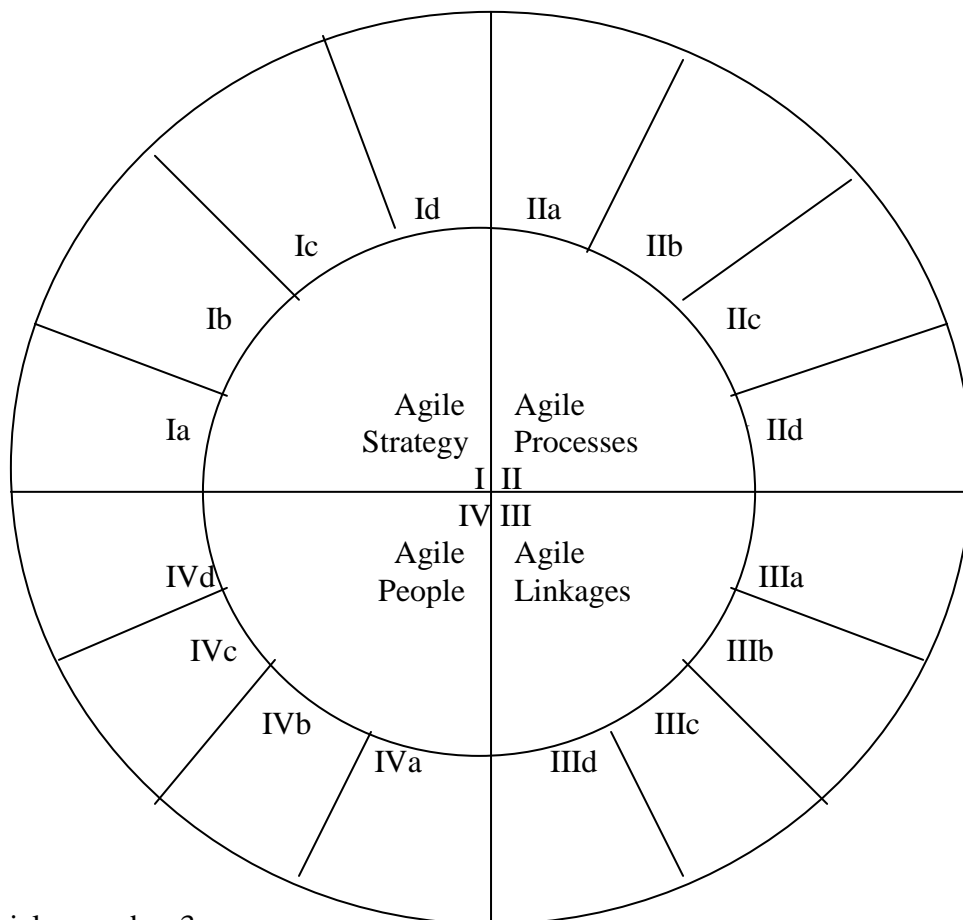 Id
IIa
Ic
IIb
Ib
IIc
Agile
Strategy
Agile
Processes
Ia
IId
I
II
IV
III
Agile
People
Agile
Linkages
IVd
IIIa
IVc
IIIb
IVb
IIIc
IVa
IIId